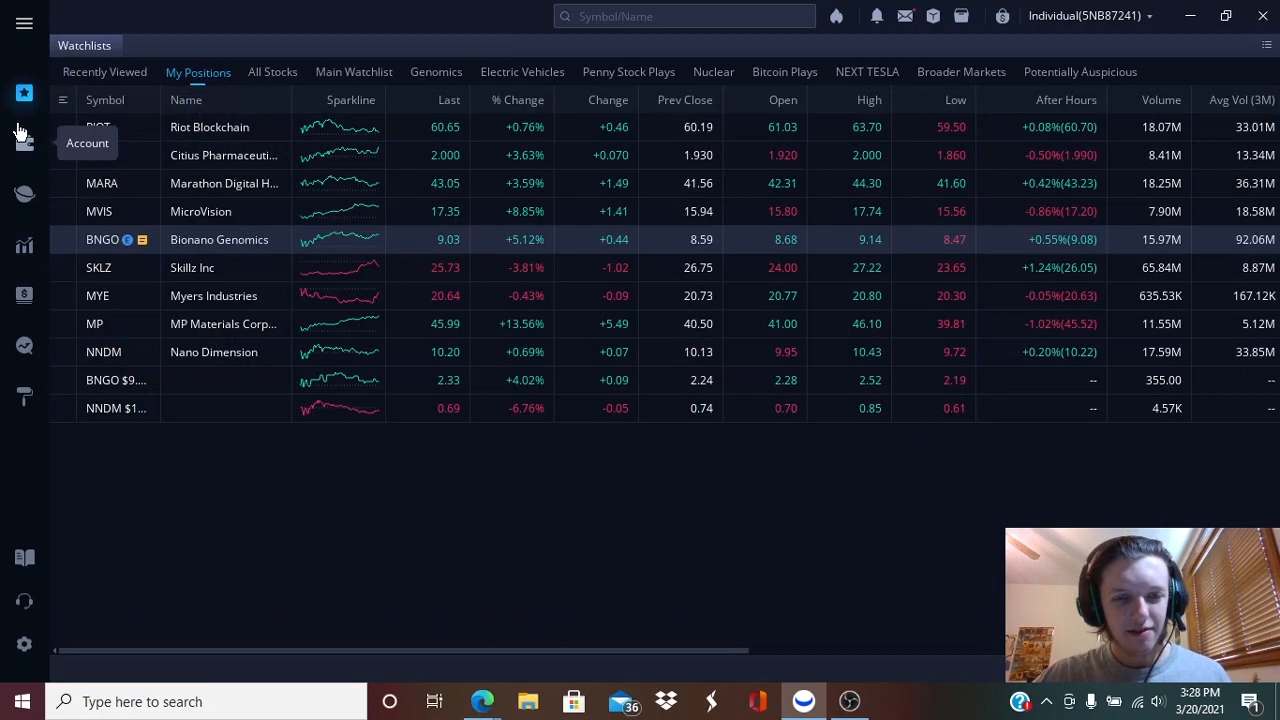 Symbol/Name Individual(5NB87241)
Watchlists
Recently Viewed My Positions All Stocks Main Watchlist Genomics Electric Vehicles Penny Stock Plays Nuclear Bitcoin Plays NEXT TESLA Broader Markets Potentially Auspicious
Symbol Name Sparkline Last % Change Change Prev Close Open High Low After Hours Volume Avg Vol (3M)
RIOT Riot Blockchain 60.65 +0.76% +0.46 60.19 61.03 63.70 59.50 +0.08%(60.70) 18.07M 33.01M
Account Citius Pharmaceuti... 2.000 +3.63% +0.070 1.930 1.920 2.000 1.860 -0.50%(1.990) 8.41M 13.34M
MARA Marathon Digital H... 43.05 +3.59% +1.49 41.56 42.31 44.30 41.60 +0.42%(43.23) 18.25M 36.31M
MVIS MicroVision 17.35 +8.85% +1.41 15.94 15.80 17.74 15.56 -0.86%(17.20) 7.90M 18.58M
BNGO E Bionano Genomics 9.03 +5.12% +0.44 8.59 8.68 9.14 8.47 +0.55%(9.08) 15.97M 92.06M
SKLZ Skillz Inc 25.73 -3.81% -1.02 26.75 24.00 27.22 23.65 +1.24%(26.05) 65.84M 8.87M
MYE Myers Industries 20.64 -0.43% -0.09 20.73 20.77 20.80 20.30 -0.05%(20.63) 635.53K 167.12K
MP MP Materials Corp... 45.99 +13.56% +5.49 40.50 41.00 46.10 39.81 -1.02%(45.52) 11.55M 5.12M
NNDM Nano Dimension 10.20 +0.69% +0.07 10.13 9.95 10.43 9.72 +0.20%(10.22) 17.59M 33.85M
BNGO $9.... 2.33 +4.02% +0.09 2.24 2.28 2.52 2.19 -- 355.00 --
NNDM $1... 0.69 -6.76% -0.05 0.74 0.70 0.85 0.61 -- 4.57K --
Type here to search 36 3:28 PM
3/20/2021 1